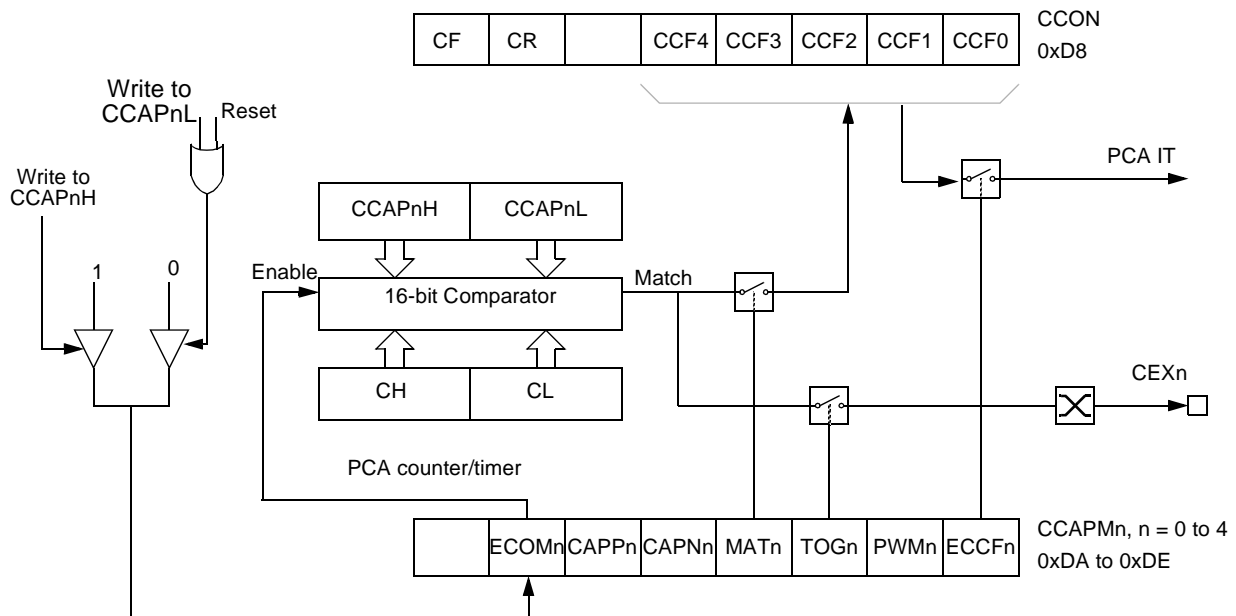 CCON
CF CR CCF4 CCF3 CCF2 CCF1 CCF0
0xD8
Write to
CCAPnL
Reset
PCA IT
Write to
CCAPnH
CCAPnH CCAPnL
1 0
Enable
16-bit Comparator
Match
CH CL
CEXn
PCA counter/timer
CCAPMn, n = 0 to 4
ECOMn CAPPn CAPNn MATn TOGn PWMn ECCFn
0xDA to 0xDE